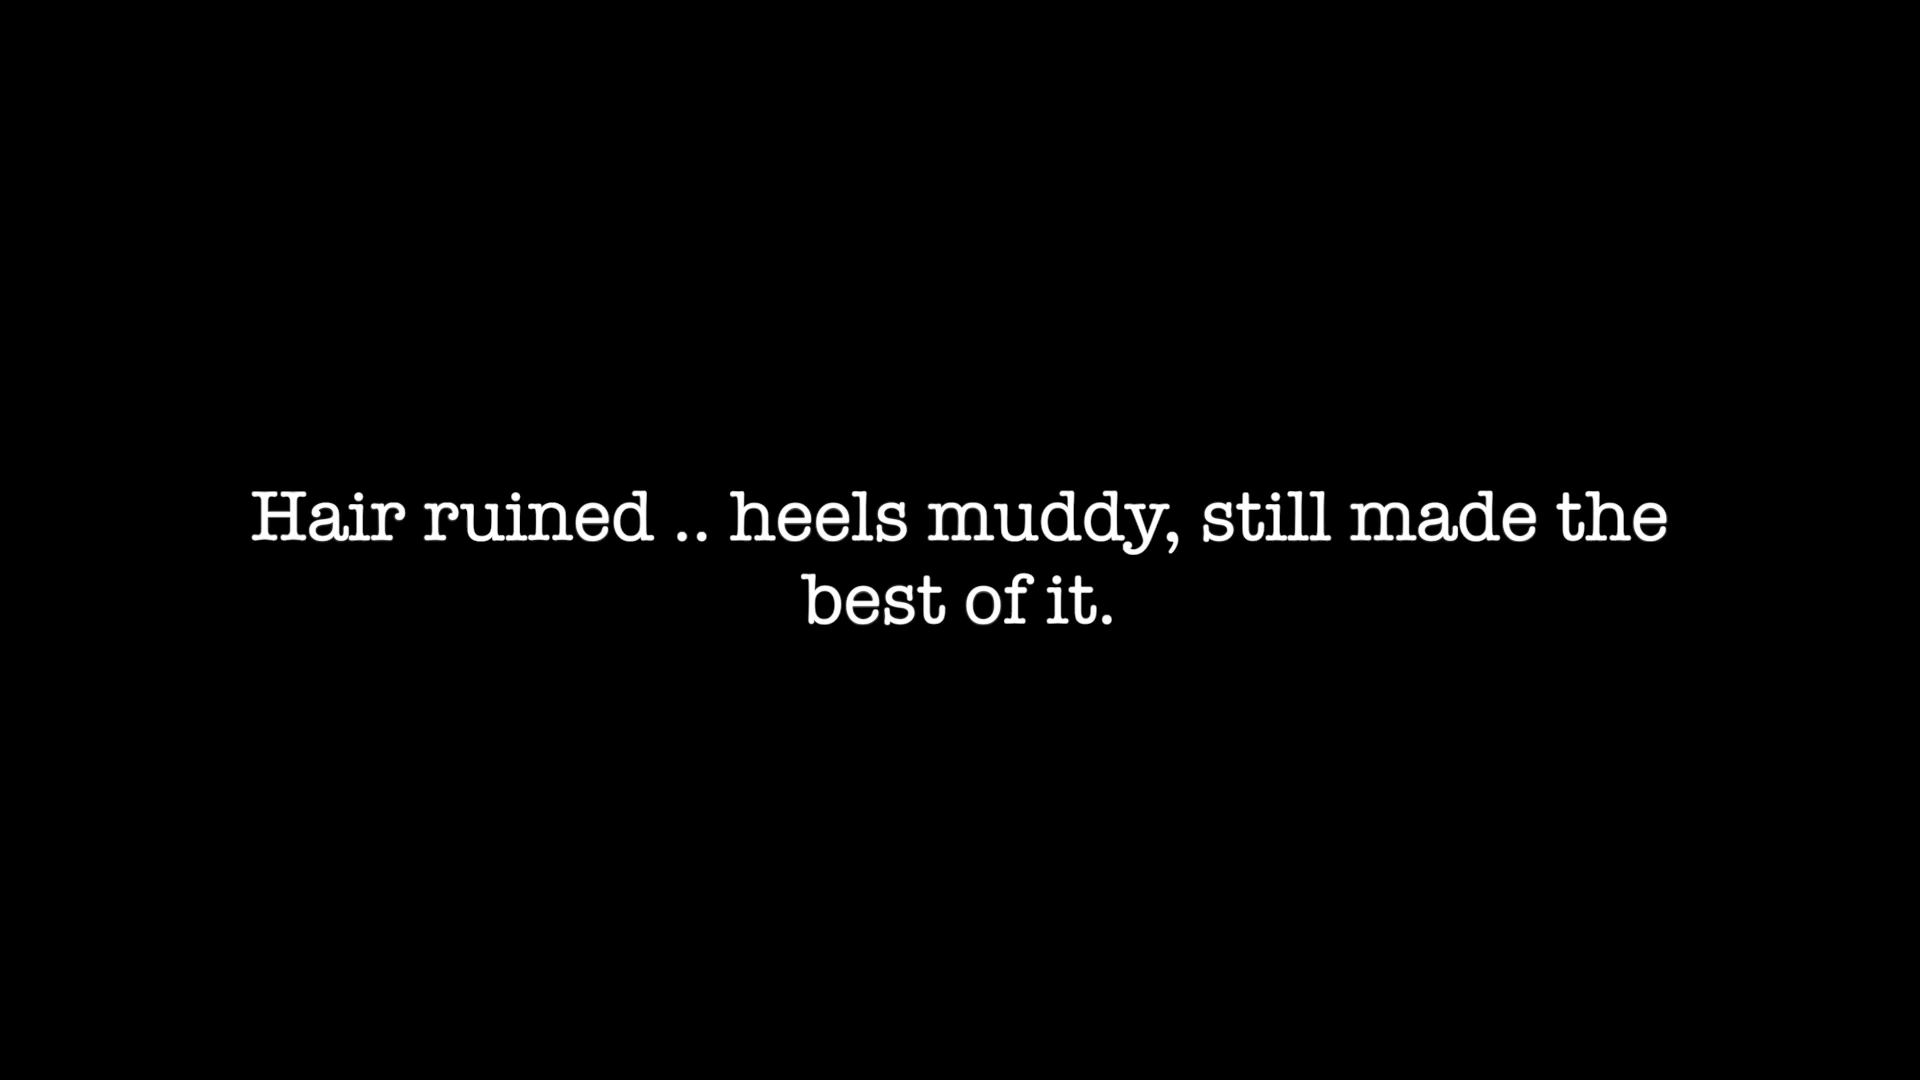 Hair ruined .. heels muddy, still made the
best of it.